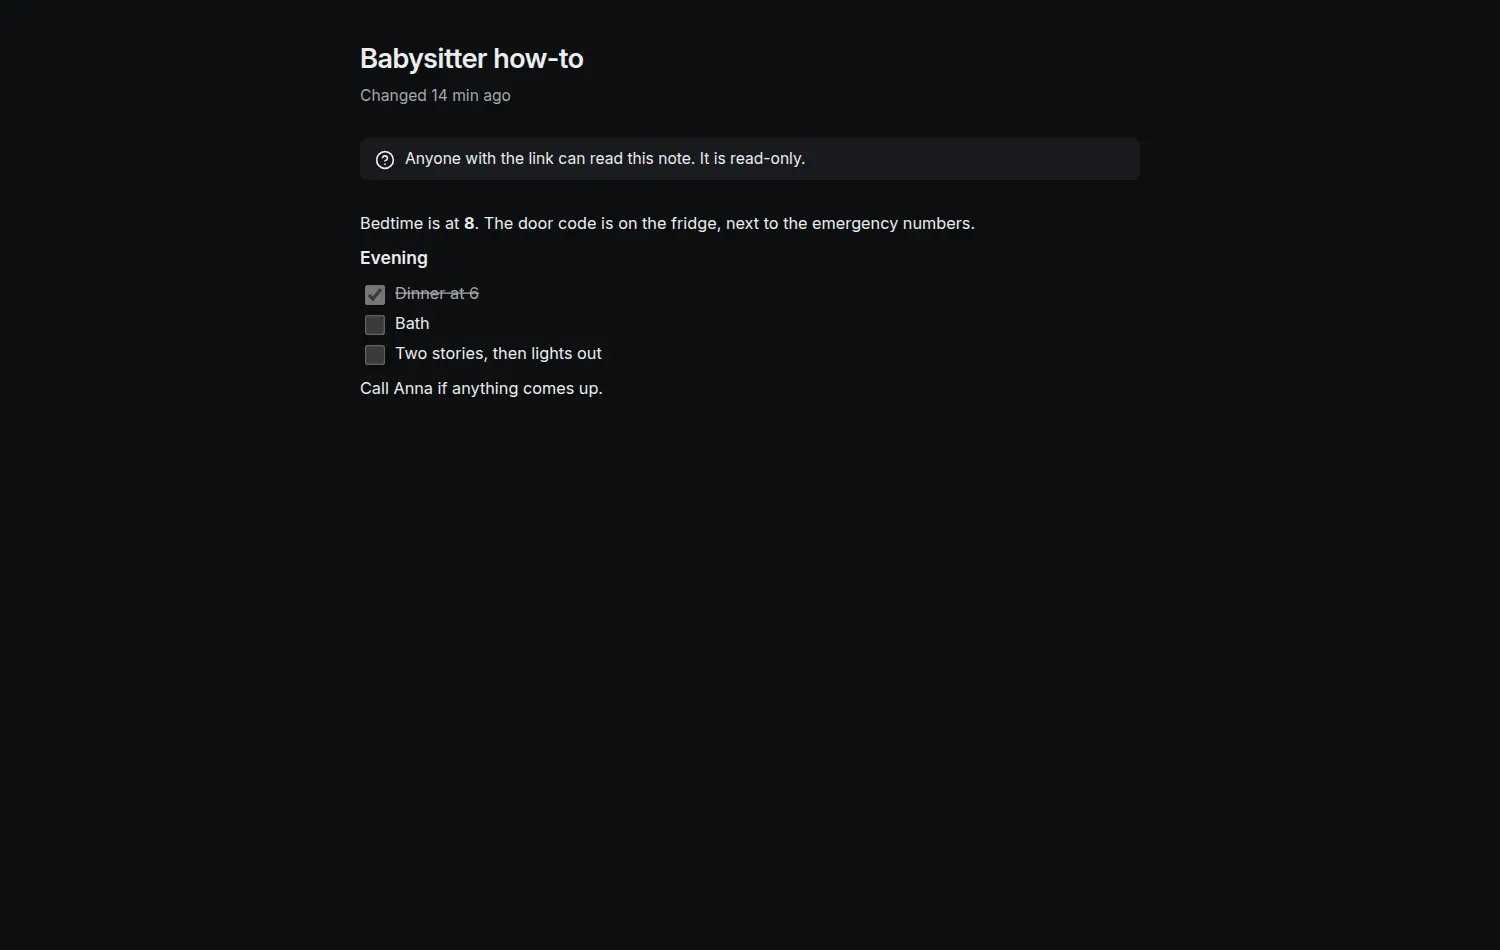 Babysitter how-to
Changed 14 min ago
Anyone with the link can read this note. It is read-only.
Bedtime is at 8. The door code is on the fridge, next to the emergency numbers.
Evening
Dinner at 6
Bath
Two stories, then lights out
Call Anna if anything comes up.